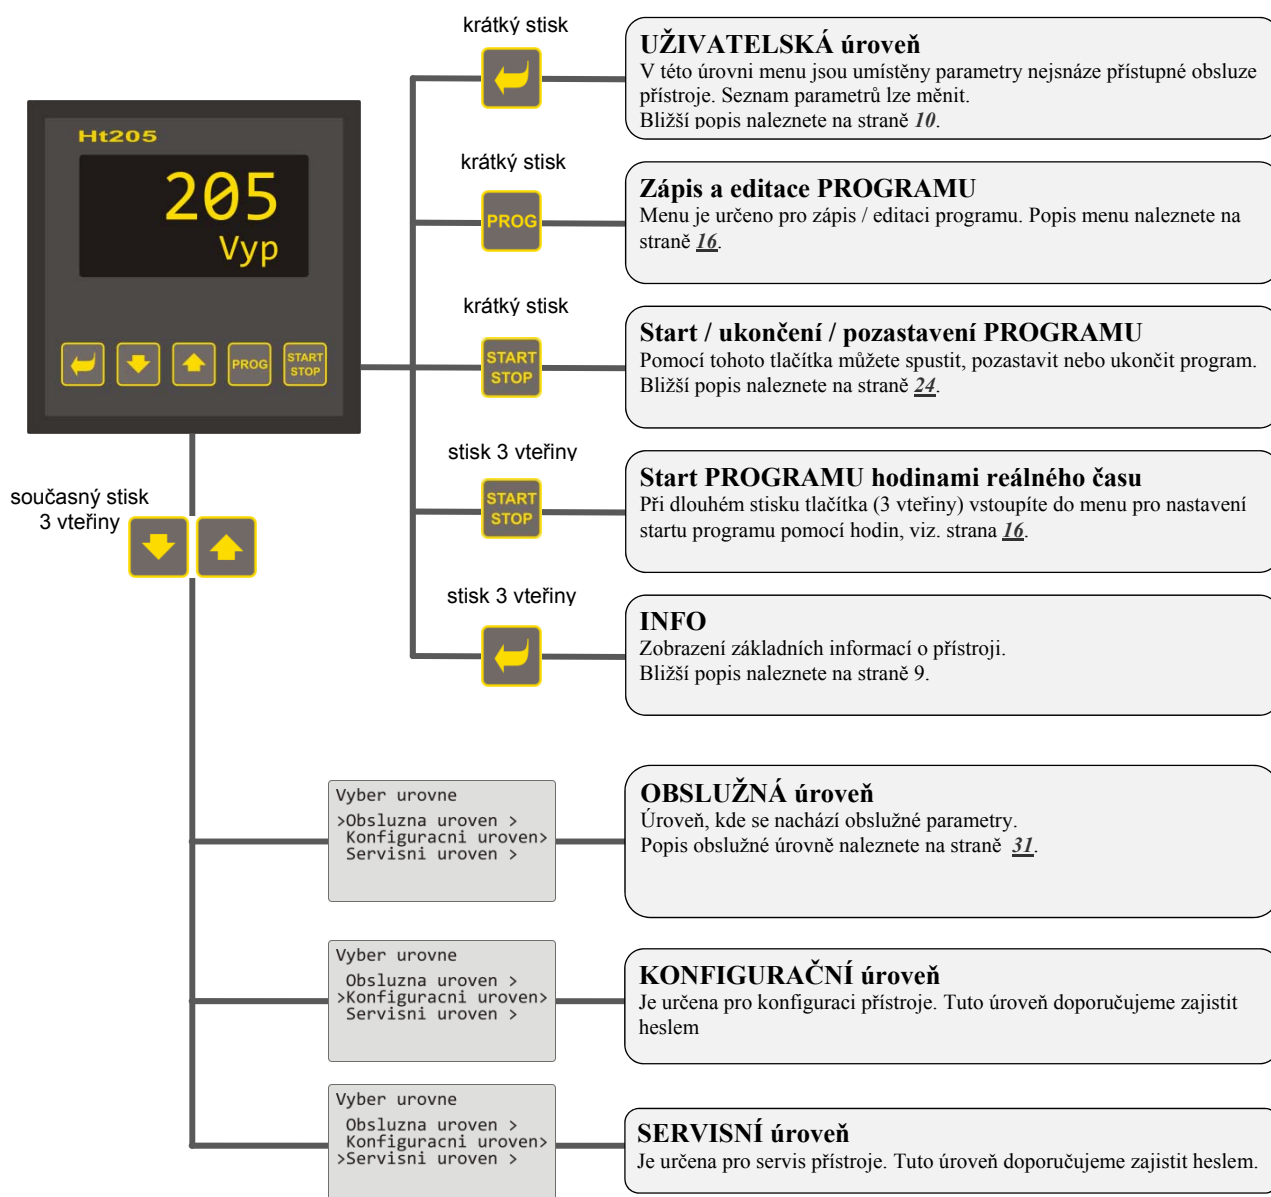 krátký stisk
UŽIVATELSKÁ úroveň
V této úrovni menu jsou umístěny parametry nejsnáze přístupné obsluze
přístroje. Seznam parametrů lze měnit.
Bližší popis naleznete na straně 10.
Ht205
205
Vyp
PROG
START
STOP
krátký stisk
PROG
Zápis a editace PROGRAMU
Menu je určeno pro zápis / editaci programu. Popis menu naleznete na
straně 16.
krátký stisk
START
STOP
Start / ukončení / pozastavení PROGRAMU
Pomocí tohoto tlačítka můžete spustit, pozastavit nebo ukončit program.
Bližší popis naleznete na straně 24.
stisk 3 vteřiny
START
STOP
Start PROGRAMU hodinami reálného času
Při dlouhém stisku tlačítka (3 vteřiny) vstoupíte do menu pro nastavení
startu programu pomocí hodin, viz. strana 16.
současný stisk
3 vteřiny
stisk 3 vteřiny
INFO
Zobrazení základních informací o přístroji.
Bližší popis naleznete na straně 9.
Vyber urovne
>Obsluzna uroven >
Konfiguracni uroven>
Servisni uroven >
OBSLUŽNÁ úroveň
Úroveň, kde se nachází obslužné parametry.
Popis obslužné úrovně naleznete na straně 31.
Vyber urovne
Obsluzna uroven >
>Konfiguracni uroven>
Servisni uroven >
KONFIGURAČNÍ úroveň
Je určena pro konfiguraci přístroje. Tuto úroveň doporučujeme zajistit
heslem
Vyber urovne
Obsluzna uroven >
Konfiguracni uroven>
>Servisni uroven >
SERVISNÍ úroveň
Je určena pro servis přístroje. Tuto úroveň doporučujeme zajistit heslem.